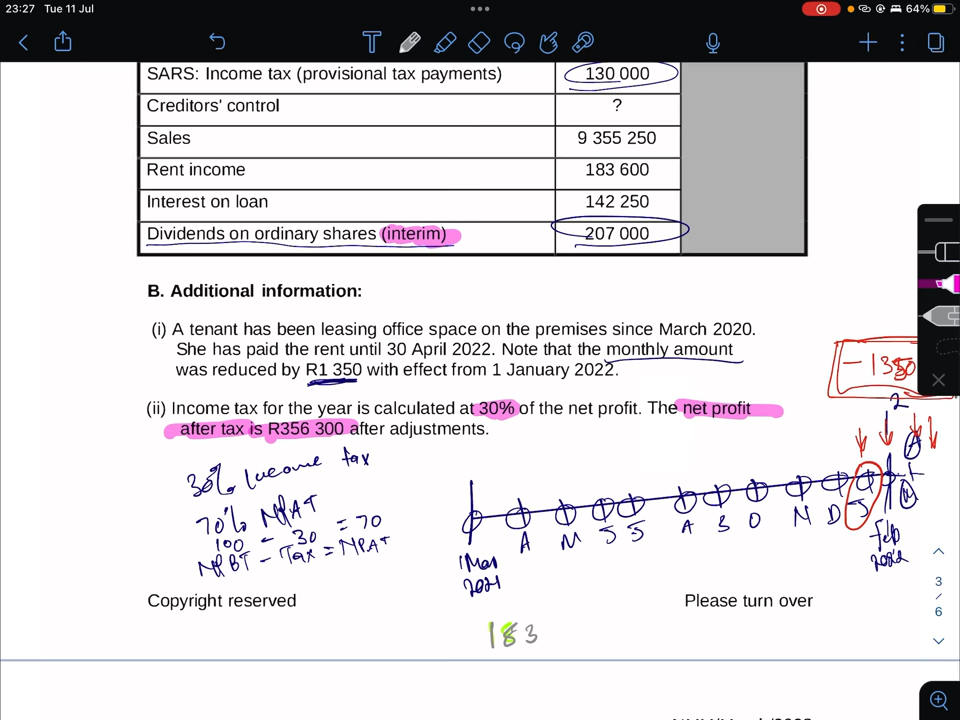 23:27 Tue 11 Jul
64%
SARS: Income tax (provisional tax payments) 130 000
Creditors' control ?
Sales 9 355 250
Rent income 183 600
Interest on loan 142 250
Dividends on ordinary shares (interim) 207 000
B. Additional information:
(i) A tenant has been leasing office space on the premises since March 2020.
She has paid the rent until 30 April 2022. Note that the monthly amount
was reduced by R1 350 with effect from 1 January 2022.
- 1350
2
(ii) Income tax for the year is calculated at 30% of the net profit. The net profit
after tax is R356 300 after adjustments.
30% Income tax
70% NPAT
100 - 30 = 70
NPBT - Tax = NPAT
A M J J A S O N D J
A
M
1 Mar
2021
Feb
2022
Copyright reserved
Please turn over
183
3
/
6